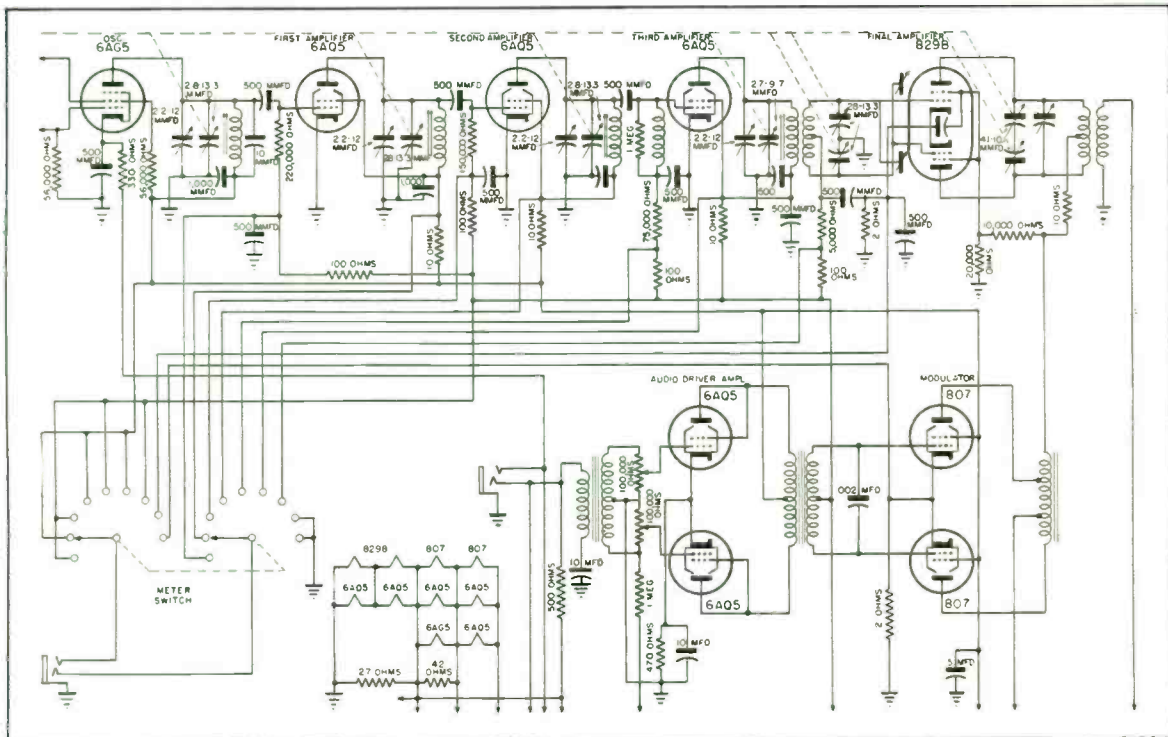 OSC.
6AG5
FIRST AMPLIFIER
6AQ5
SECOND AMPLIFIER
6AQ5
THIRD AMPLIFIER
6AQ5
FINAL AMPLIFIER
829B
500 MMFD
2.8-13.3 MMFD
2.2-12 MMFD
56,000 OHMS
500 MMFD
330 OHMS
56,000 OHMS
1,000 MMFD
10 MMFD
220,000 OHMS
500 MMFD
100 OHMS
2.2-12 MMFD
2.8-13.3
1,000
10 OHMS
500 MMFD
150,000 OHMS
500 MMFD
100 OHMS
10 OHMS
2.8-13.3 MMFD
2.2-12 MMFD
500 MMFD
1 MEG
500 MMFD
75,000 OHMS
100 OHMS
10 OHMS
2.7-9.7 MMFD
2.2-12 MMFD
500
500 MMFD
2.8-13.3 MMFD
500 MMFD
5,000 OHMS
100 OHMS
2 OHMS
500 MMFD
10,000 OHMS
20,000 OHMS
10 OHMS
METER SWITCH
829B
807
807
6AQ5
6AQ5
6AQ5
6AQ5
6AG5
6AQ5
27 OHMS
42 OHMS
AUDIO DRIVER AMPL
6AQ5
6AQ5
500 OHMS
10 MFD
100,000 OHMS
100,000 OHMS
1 MEG
470 OHMS
10 MFD
MODULATOR
807
807
.002 MFD
2 OHMS
MFD